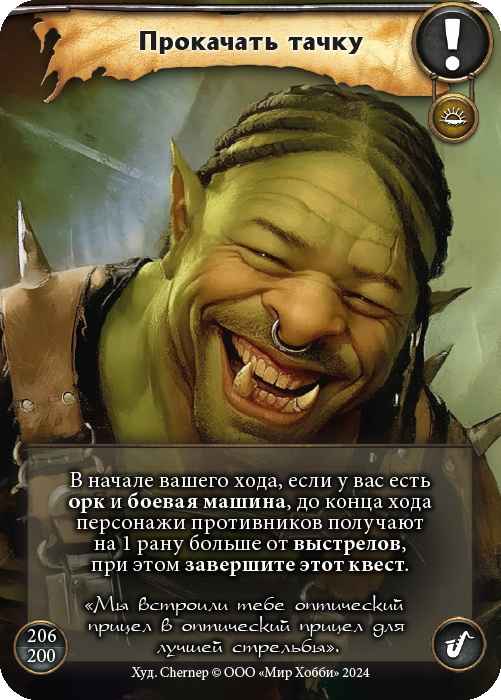 Прокачать тачку
!
В начале вашего хода, если у вас есть
орк и боевая машина, до конца хода
персонажи противников получают
на 1 рану больше от выстрелов,
при этом завершите этот квест.
«Мы встроили тебе оптический
прицел в оптический прицел для
лучшей стрельбы».
206
200
Худ. Chernep © ООО «Мир Хобби» 2024